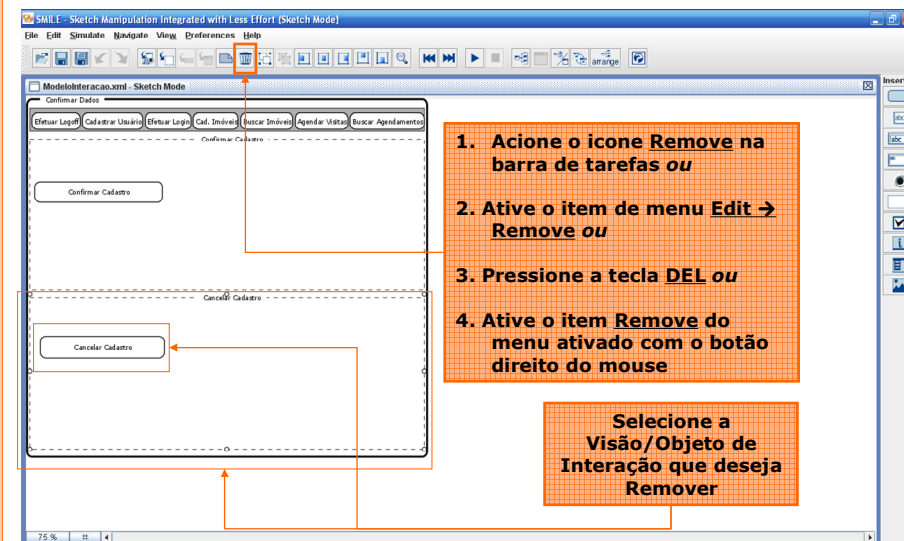 SMILE - Sketch Manipulation Integrated with Less Effort (Sketch Mode)
File Edit Simulate Navigate View Preferences Help
arrange
ModeloInteracao.xml - Sketch Mode
Insert
Confirmar Dados
Efetuar Logoff Cadastrar Usuário Efetuar Login Cad. Imóveis Buscar Imóveis Agendar Visitas Buscar Agendamentos
Confirmar Cadastro
Confirmar Cadastro
Cancelar Cadastro
Cancelar Cadastro
1. Acione o icone Remove na
barra de tarefas ou
2. Ative o item de menu Edit →
Remove ou
3. Pressione a tecla DEL ou
4. Ative o item Remove do
menu ativado com o botão
direito do mouse
Selecione a
Visão/Objeto de
Interação que deseja
Remover
75 %